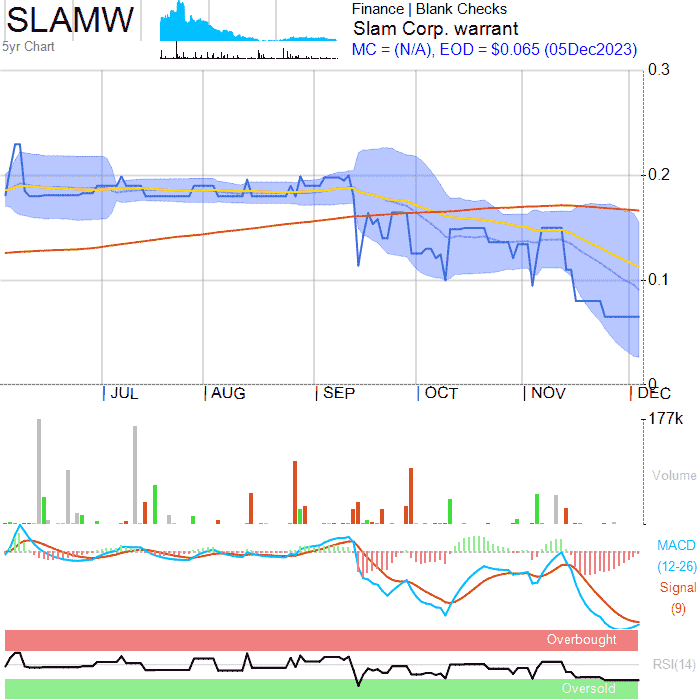 SLAMW
5yr Chart
Finance | Blank Checks
Slam Corp. warrant
MC = (N/A), EOD = $0.065 (05Dec2023)
0.3
0.2
0.1
0
JUL AUG SEP OCT NOV DEC
177k
Volume
MACD
(12-26)
Signal
(9)
Overbought
RSI(14)
Oversold